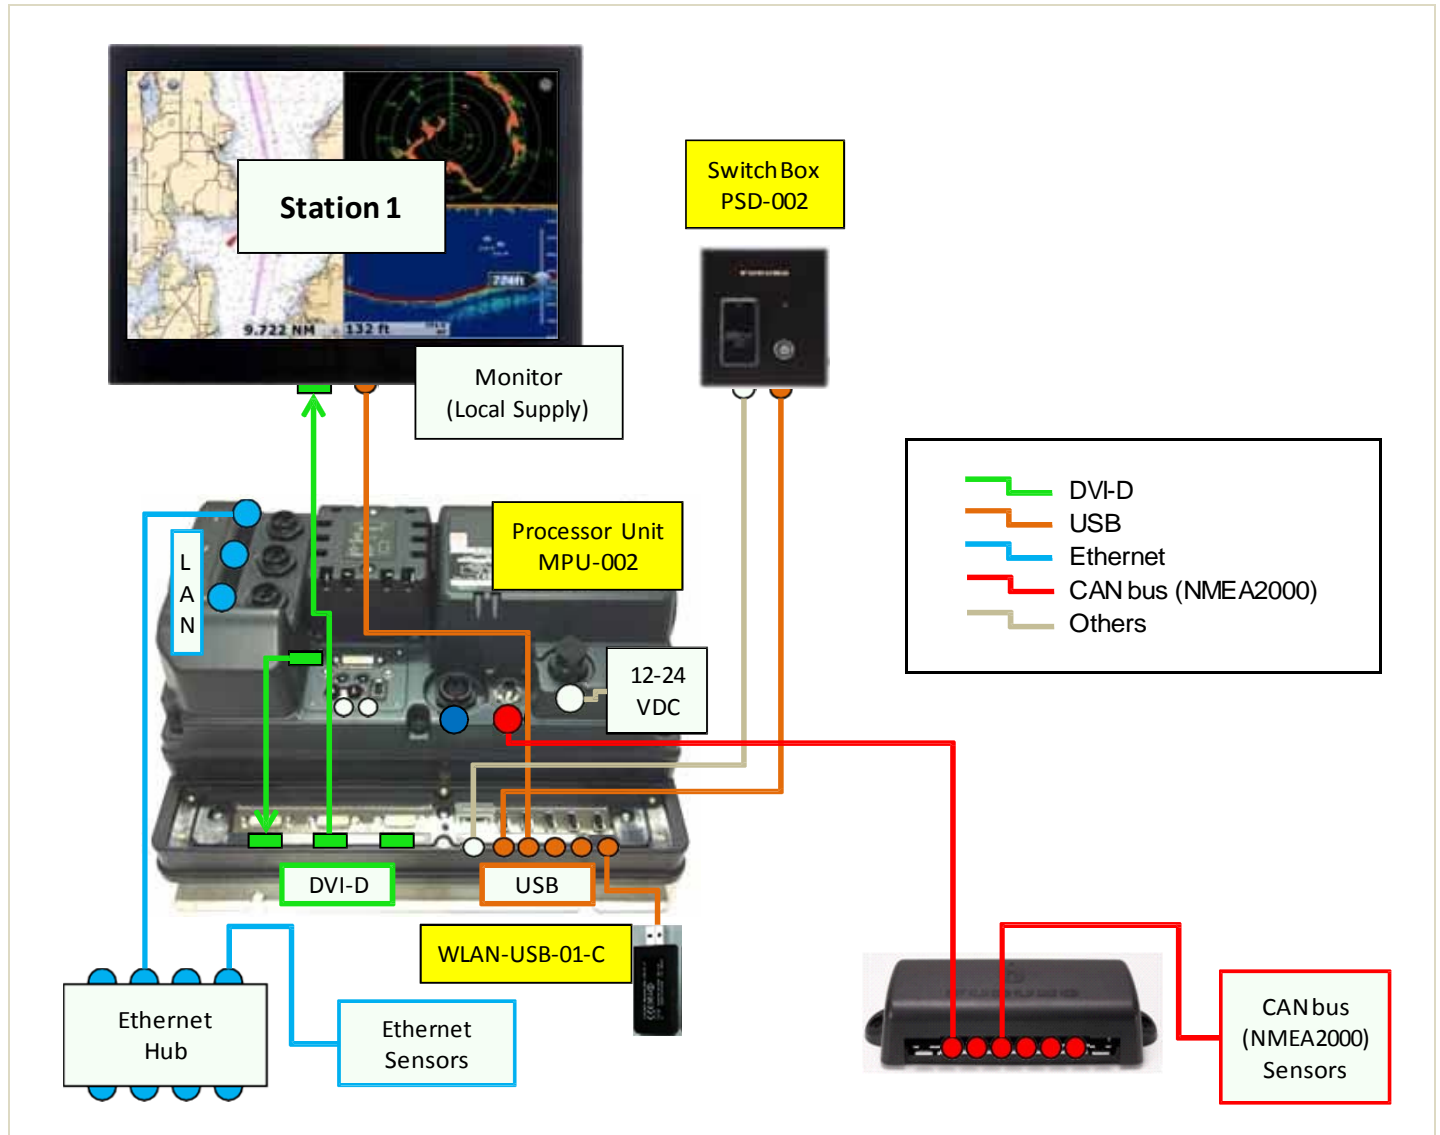 Station 1
9.722 NM
132 ft
Monitor
(Local Supply)
Switch Box
PSD-002
FURUNO
DVI-D
USB
Ethernet
CAN bus (NMEA2000)
Others
L
A
N
Processor Unit
MPU-002
12-24
VDC
DVI-D
USB
WLAN-USB-01-C
Ethernet
Hub
Ethernet
Sensors
FURUNO
CAN bus
(NMEA2000)
Sensors